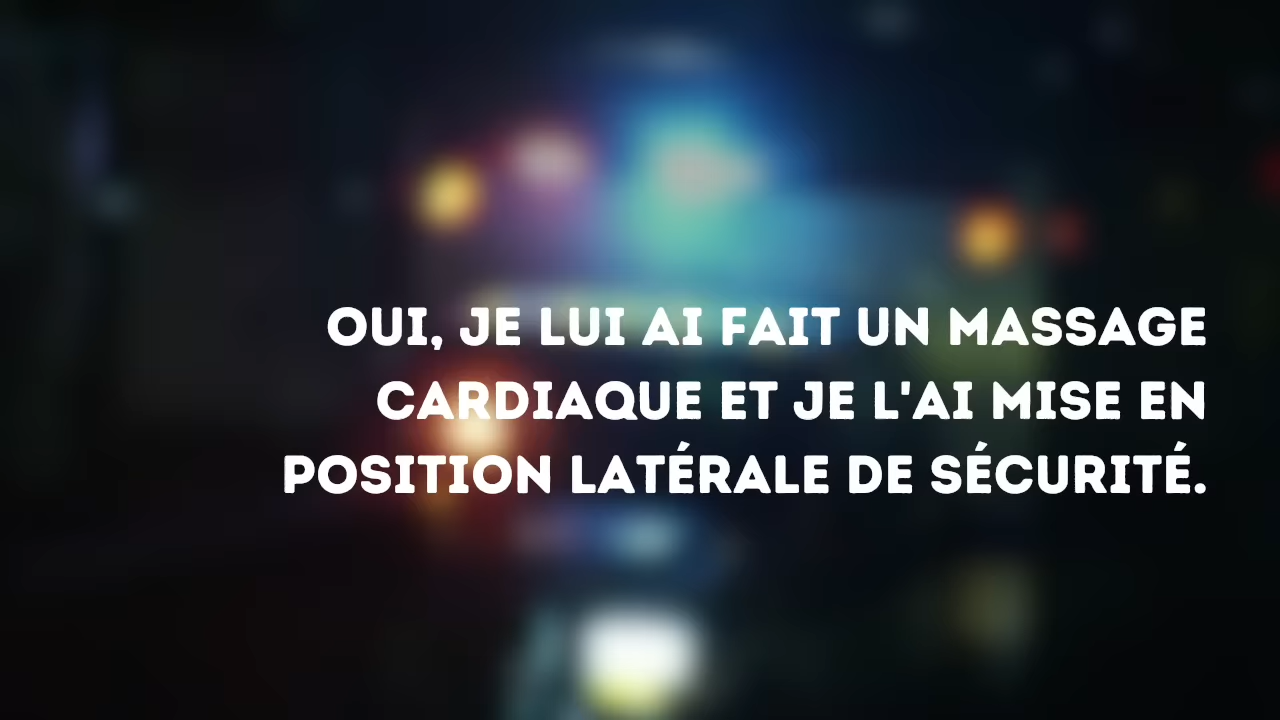 OUI, JE LUI AI FAIT UN MASSAGE
CARDIAQUE ET JE L'AI MISE EN
POSITION LATÉRALE DE SÉCURITÉ.